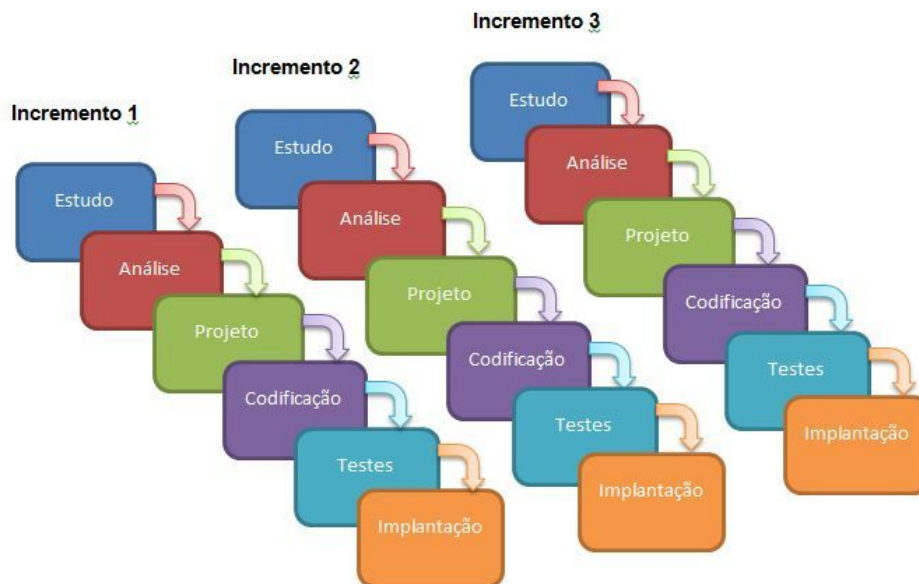 Incremento 1
Estudo
Análise
Projeto
Codificação
Testes
Implantação
Incremento 2
Estudo
Análise
Projeto
Codificação
Testes
Implantação
Incremento 3
Estudo
Análise
Projeto
Codificação
Testes
Implantação